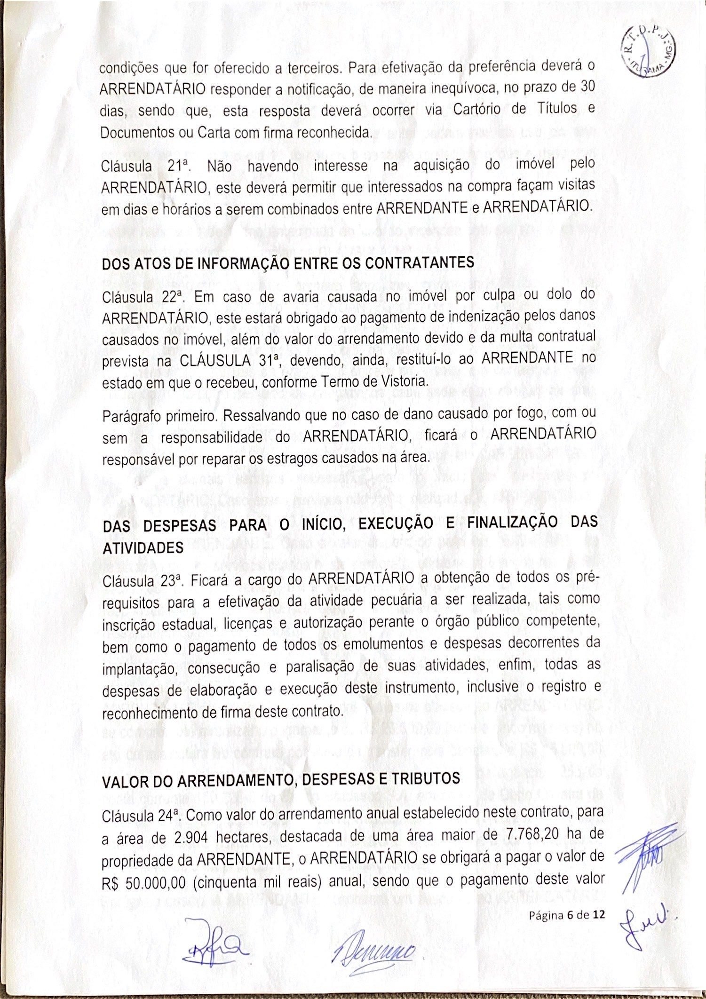 R.T.D.P.J.
ITURAMA - MG
condições que for oferecido a terceiros. Para efetivação da preferência deverá o
ARRENDATÁRIO responder a notificação, de maneira inequívoca, no prazo de 30
dias, sendo que, esta resposta deverá ocorrer via Cartório de Títulos e
Documentos ou Carta com firma reconhecida.
Cláusula 21ª. Não havendo interesse na aquisição do imóvel pelo
ARRENDATÁRIO, este deverá permitir que interessados na compra façam visitas
em dias e horários a serem combinados entre ARRENDANTE e ARRENDATÁRIO.
DOS ATOS DE INFORMAÇÃO ENTRE OS CONTRATANTES
Cláusula 22ª. Em caso de avaria causada no imóvel por culpa ou dolo do
ARRENDATÁRIO, este estará obrigado ao pagamento de indenização pelos danos
causados no imóvel, além do valor do arrendamento devido e da multa contratual
prevista na CLÁUSULA 31ª, devendo, ainda, restituí-lo ao ARRENDANTE no
estado em que o recebeu, conforme Termo de Vistoria.
Parágrafo primeiro. Ressalvando que no caso de dano causado por fogo, com ou
sem a responsabilidade do ARRENDATÁRIO, ficará o ARRENDATÁRIO
responsável por reparar os estragos causados na área.
DAS DESPESAS PARA O INÍCIO, EXECUÇÃO E FINALIZAÇÃO DAS
ATIVIDADES
Cláusula 23ª. Ficará a cargo do ARRENDATÁRIO a obtenção de todos os pré-
requisitos para a efetivação da atividade pecuária a ser realizada, tais como
inscrição estadual, licenças e autorização perante o órgão público competente,
bem como o pagamento de todos os emolumentos e despesas decorrentes da
implantação, consecução e paralisação de suas atividades, enfim, todas as
despesas de elaboração e execução deste instrumento, inclusive o registro e
reconhecimento de firma deste contrato.
VALOR DO ARRENDAMENTO, DESPESAS E TRIBUTOS
Cláusula 24ª. Como valor do arrendamento anual estabelecido neste contrato, para
a área de 2.904 hectares, destacada de uma área maior de 7.768,20 ha de
propriedade da ARRENDANTE, o ARRENDATÁRIO se obrigará a pagar o valor de
R$ 50.000,00 (cinquenta mil reais) anual, sendo que o pagamento deste valor
Página 6 de 12